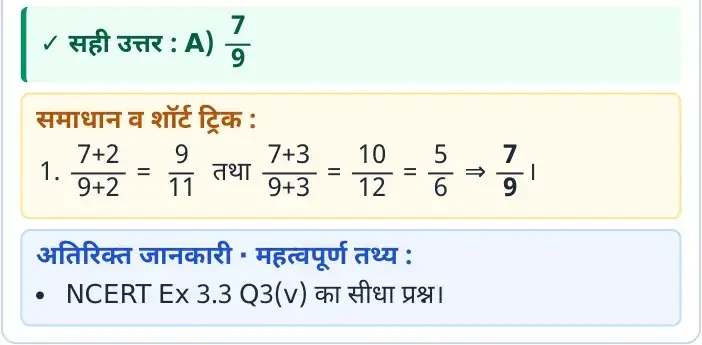 ✓ सही उत्तर : A) 7/9
समाधान व शॉर्ट ट्रिक :
1. 7+2/9+2 = 9/11 तथा 7+3/9+3 = 10/12 = 5/6 ⇒ 7/9 ।
अतिरिक्त जानकारी · महत्वपूर्ण तथ्य :
• NCERT Ex 3.3 Q3(v) का सीधा प्रश्न।